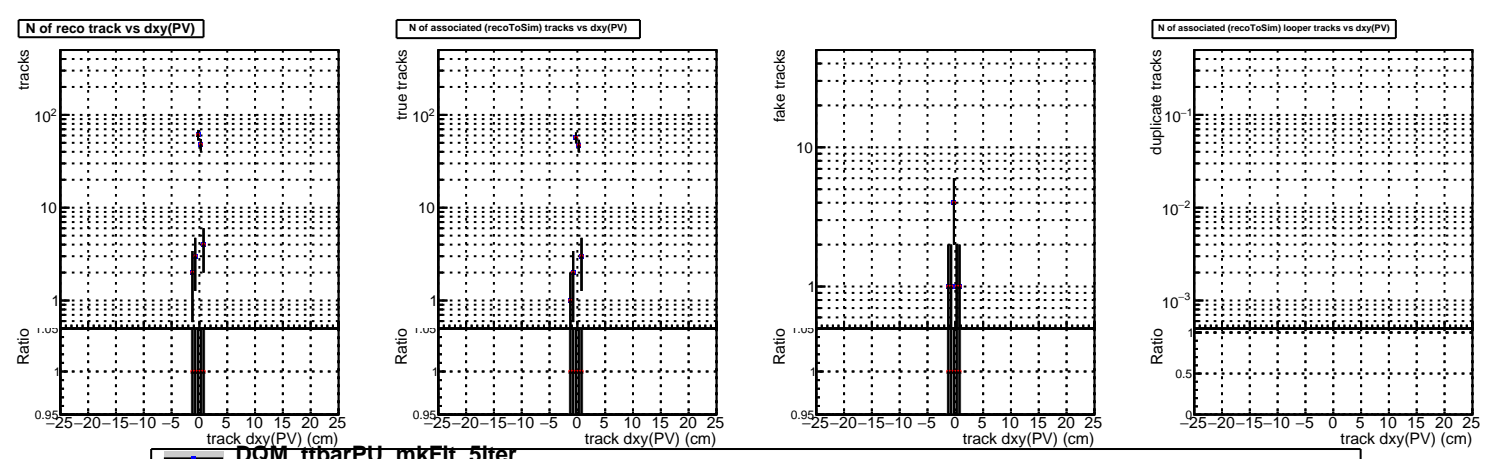 N of reco track vs dxy(PV)
N of associated (recoToSim) tracks vs dxy(PV)
N of associated (recoToSim) looper tracks vs dxy(PV)
tracks
10²
10
1
Ratio
1.05
1
0.95
−25 −20 −15 −10 −5 0 5 10 15 20 25
track dxy(PV) (cm)
true tracks
10²
10
1
Ratio
1.05
1
0.95
−25 −20 −15 −10 −5 0 5 10 15 20 25
track dxy(PV) (cm)
fake tracks
10
1
Ratio
1.05
1
0.95
−25 −20 −15 −10 −5 0 5 10 15 20 25
track dxy(PV) (cm)
duplicate tracks
10⁻¹
10⁻²
10⁻³
Ratio
1
0.5
0
−25 −20 −15 −10 −5 0 5 10 15 20 25
track dxy(PV) (cm)
DQM_ttbarPU_mkFit_5iter